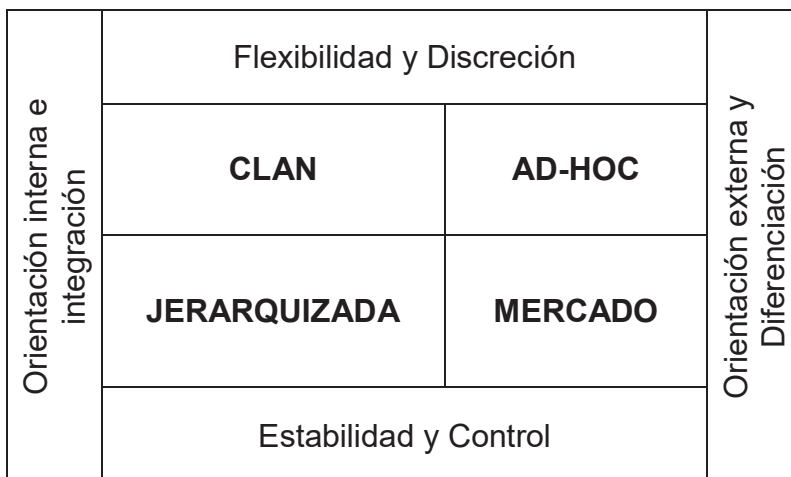 Flexibilidad y Discreción
Orientación interna e
integración
CLAN
AD-HOC
Orientación externa y
Diferenciación
JERARQUIZADA
MERCADO
Estabilidad y Control